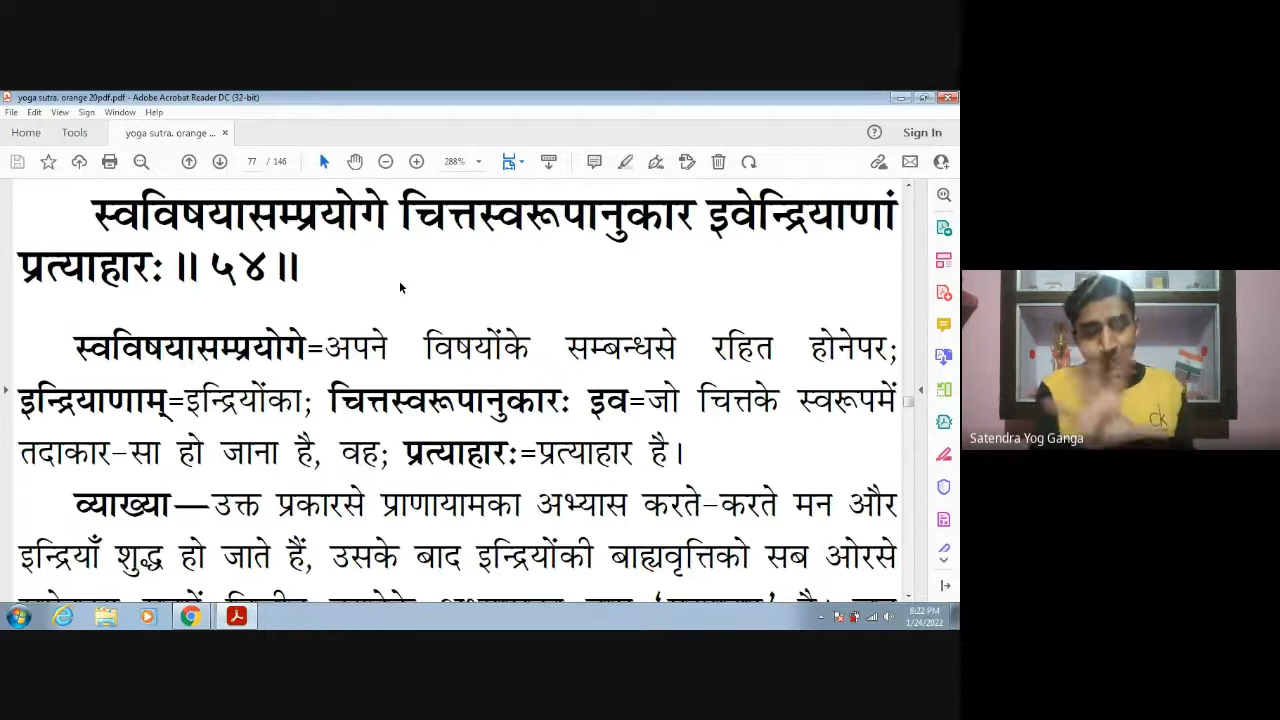 yoga sutra. orange 20pdf.pdf - Adobe Acrobat Reader DC (32-bit)
File Edit View Sign Window Help
Home Tools yoga sutra. orange ... × Sign In
77 / 146 288%
स्वविषयासम्प्रयोगे चित्तस्वरूपानुकार इवेन्द्रियाणां
प्रत्याहारः ॥ ५४॥
स्वविषयासम्प्रयोगे=अपने विषयोंके सम्बन्धसे रहित होनेपर;
इन्द्रियाणाम्=इन्द्रियोंका; चित्तस्वरूपानुकारः इव=जो चित्तके स्वरूपमें
तदाकार-सा हो जाना है, वह; प्रत्याहारः=प्रत्याहार है।
व्याख्या—उक्त प्रकारसे प्राणायामका अभ्यास करते-करते मन और
इन्द्रियाँ शुद्ध हो जाते हैं, उसके बाद इन्द्रियोंकी बाह्यवृत्तिको सब ओरसे
ck
Satendra Yog Ganga
8:22 PM
1/24/2022